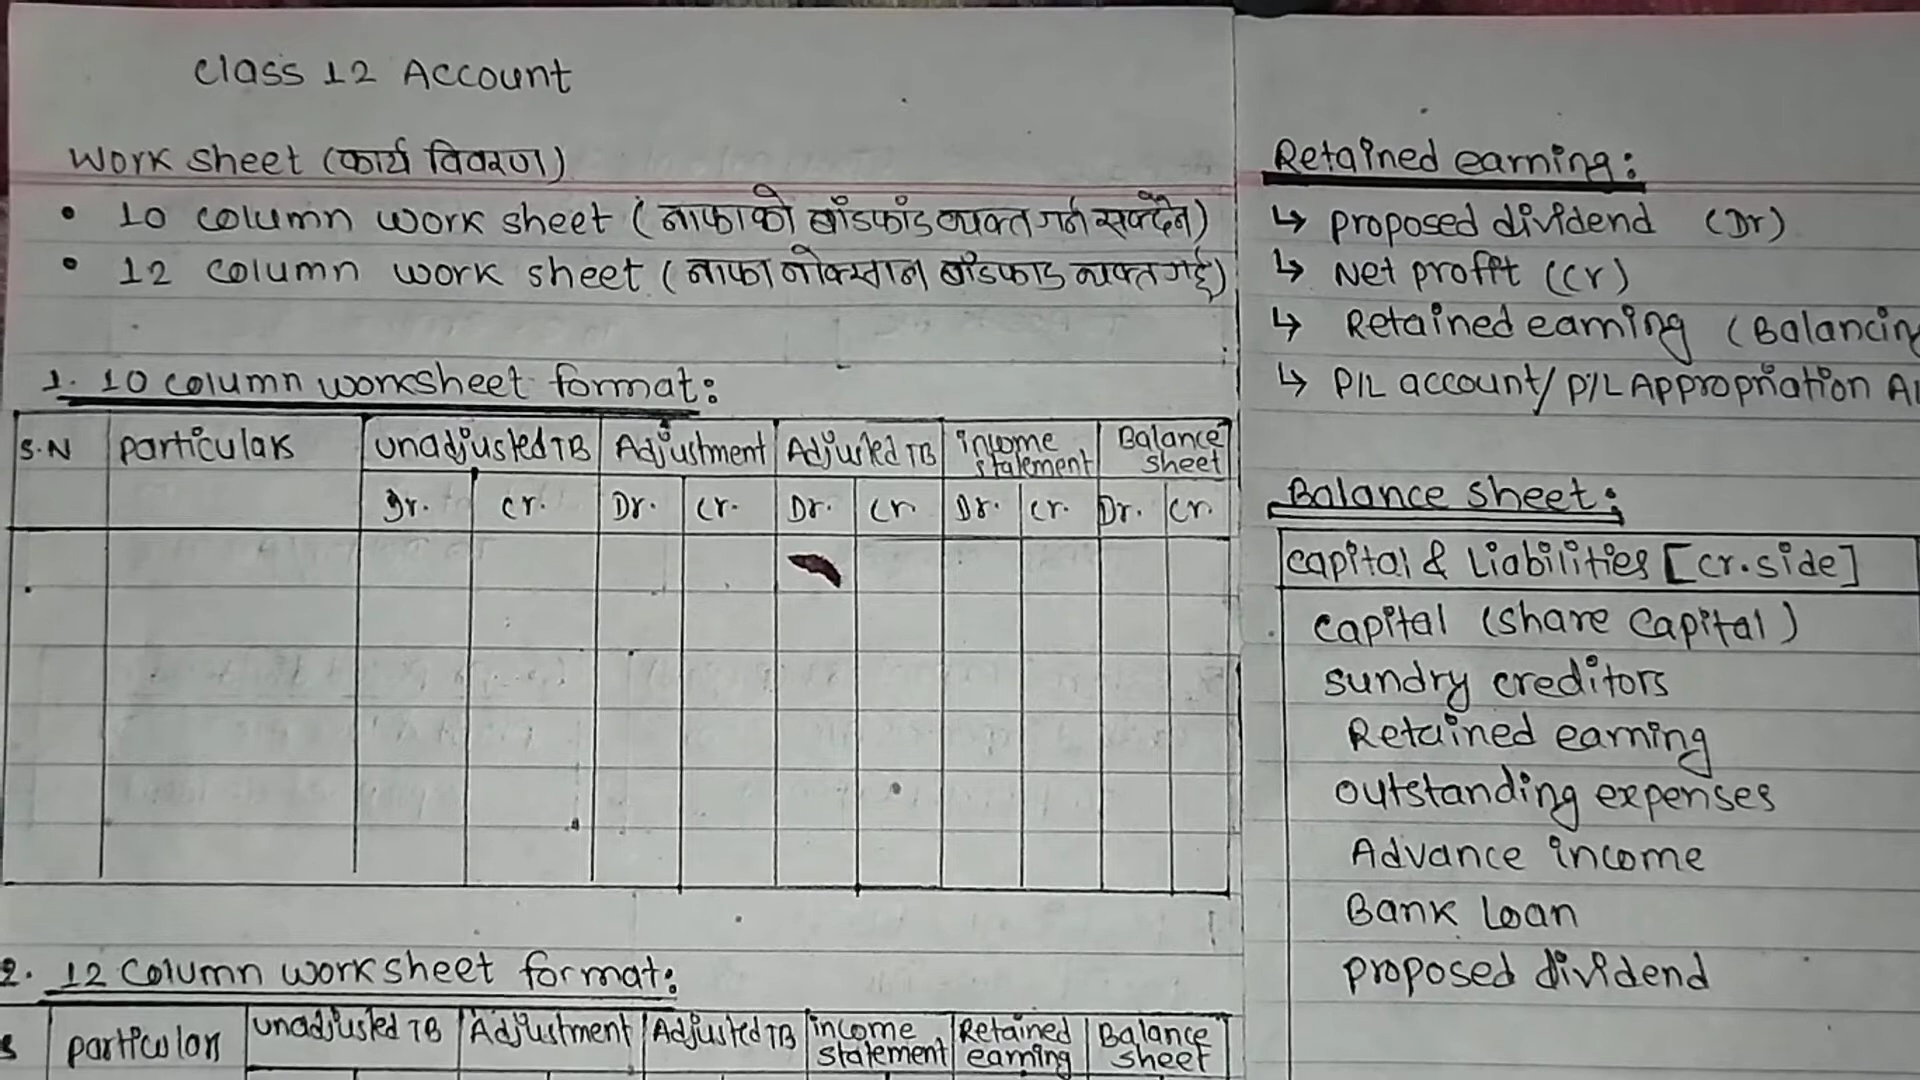 Class 12 Account
Work sheet (कार्य विवरण)
• 10 column work sheet (नाफाको बाँडफाँड व्यक्त गर्न सक्दैन)
• 12 column work sheet (नाफा नोक्सान बाँडफाड व्यक्त गर्ने)
1. 10 column worksheet format:
S.N particulars unadjusted TB Adjustment Adjusted TB income statement Balance sheet
Dr. Cr. Dr. Cr. Dr. Cr. Dr. Cr. Dr. Cr.
2. 12 Column worksheet format:
particulars unadjusted TB Adjustment Adjusted TB income statement Retained earning Balance sheet
Retained earning:
↳ proposed dividend (Dr)
↳ Net profit (Cr)
↳ Retained earning (Balancing
↳ P/L account/ P/L Appropriation
Balance sheet:
Capital & Liabilities [cr.side]
Capital (share capital)
sundry creditors
Retained earning
outstanding expenses
Advance income
Bank Loan
proposed dividend